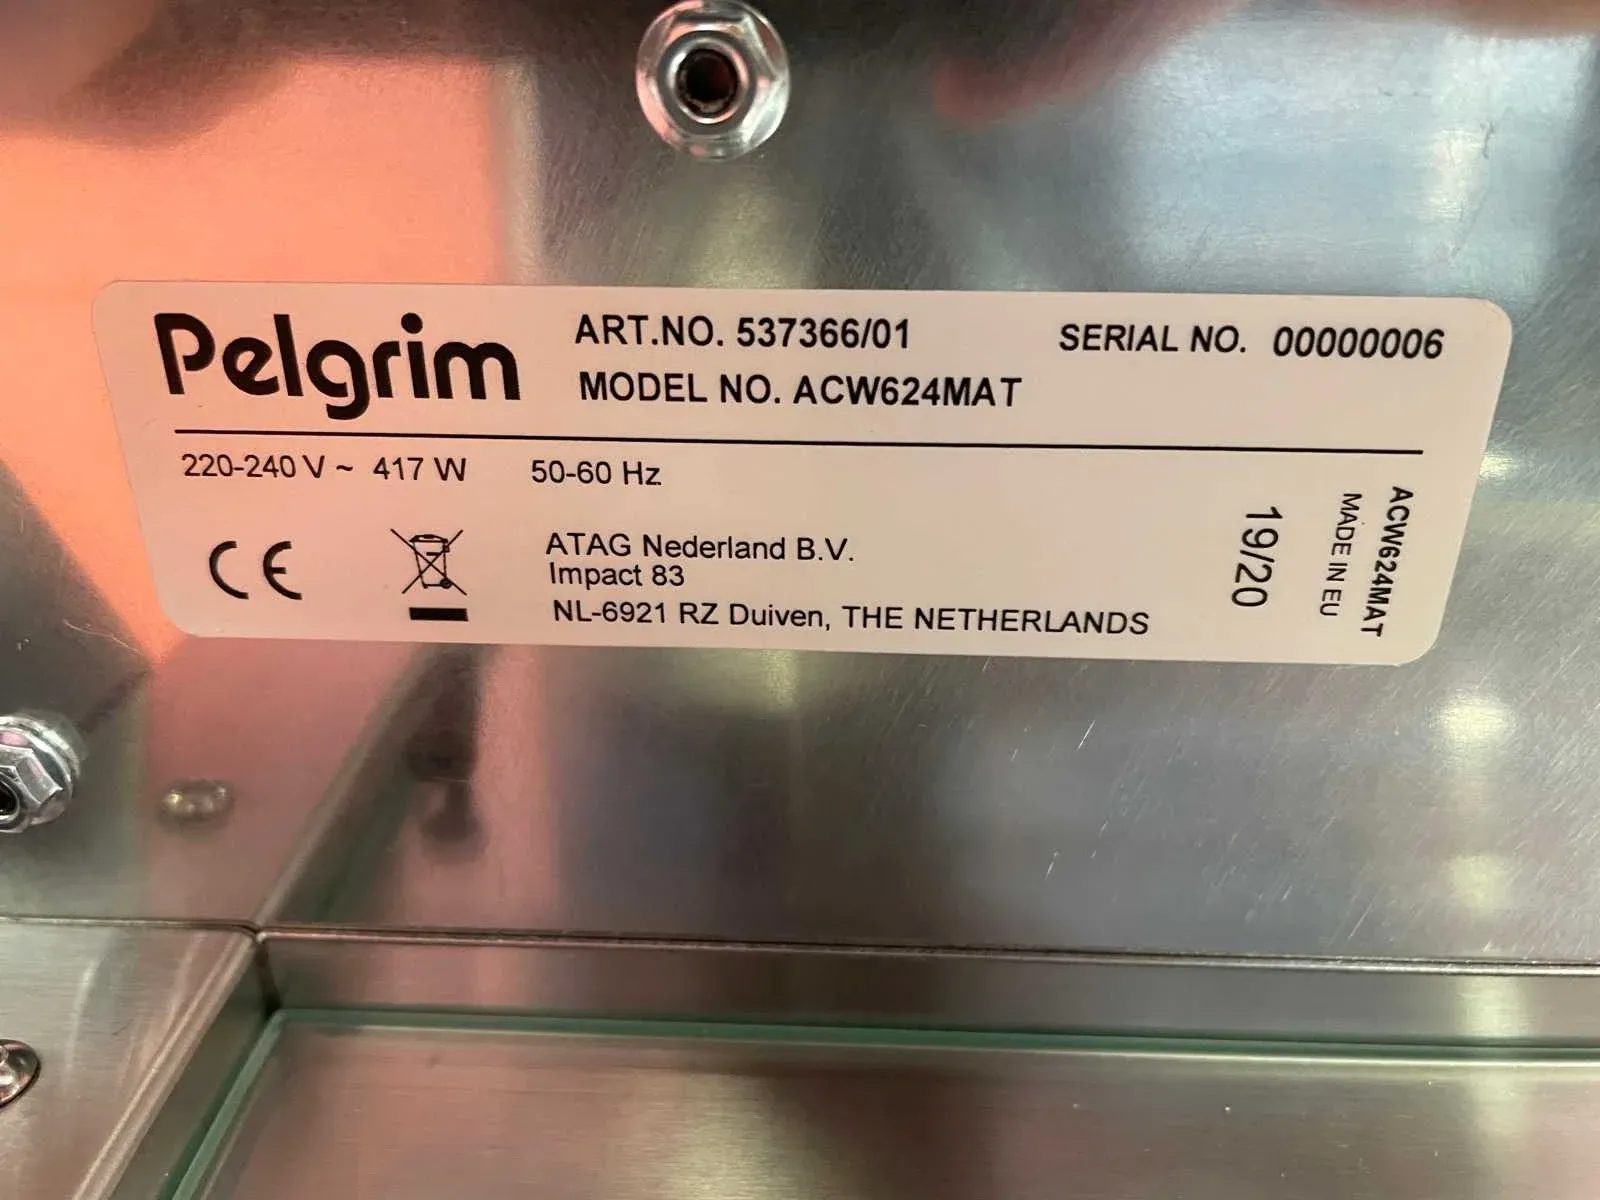 Pelgrim
ART.NO. 537366/01
MODEL NO. ACW624MAT
SERIAL NO. 00000006
220-240 V ~ 417 W 50-60 Hz
CE
ATAG Nederland B.V.
Impact 83
NL-6921 RZ Duiven, THE NETHERLANDS
19/20
MADE IN EU
ACW624MAT